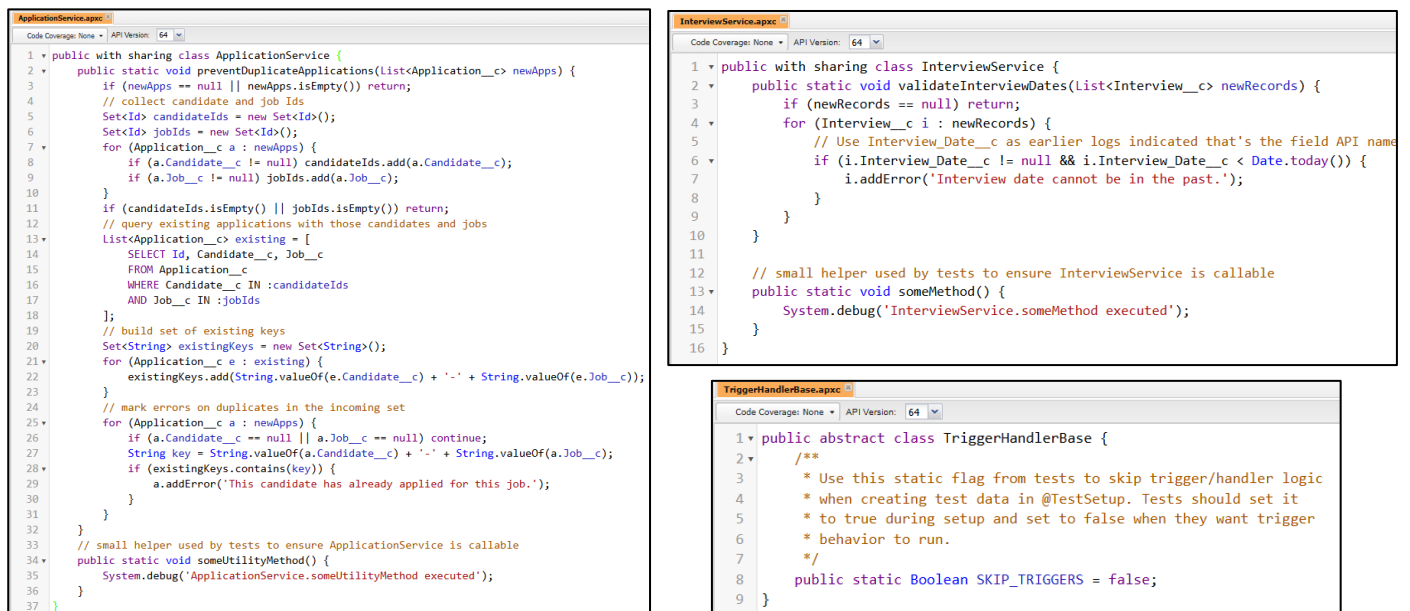 ApplicationService.apxc
Code Coverage: None API Version: 64
1 public with sharing class ApplicationService {
2 public static void preventDuplicateApplications(List<Application__c> newApps) {
3 if (newApps == null || newApps.isEmpty()) return;
4 // collect candidate and job Ids
5 Set<Id> candidateIds = new Set<Id>();
6 Set<Id> jobIds = new Set<Id>();
7 for (Application__c a : newApps) {
8 if (a.Candidate__c != null) candidateIds.add(a.Candidate__c);
9 if (a.Job__c != null) jobIds.add(a.Job__c);
10 }
11 if (candidateIds.isEmpty() || jobIds.isEmpty()) return;
12 // query existing applications with those candidates and jobs
13 List<Application__c> existing = [
14 SELECT Id, Candidate__c, Job__c
15 FROM Application__c
16 WHERE Candidate__c IN :candidateIds
17 AND Job__c IN :jobIds
18 ];
19 // build set of existing keys
20 Set<String> existingKeys = new Set<String>();
21 for (Application__c e : existing) {
22 existingKeys.add(String.valueOf(e.Candidate__c) + '-' + String.valueOf(e.Job__c));
23 }
24 // mark errors on duplicates in the incoming set
25 for (Application__c a : newApps) {
26 if (a.Candidate__c == null || a.Job__c == null) continue;
27 String key = String.valueOf(a.Candidate__c) + '-' + String.valueOf(a.Job__c);
28 if (existingKeys.contains(key)) {
29 a.addError('This candidate has already applied for this job.');
30 }
31 }
32 }
33 // small helper used by tests to ensure ApplicationService is callable
34 public static void someUtilityMethod() {
35 System.debug('ApplicationService.someUtilityMethod executed');
36 }
37 }
InterviewService.apxc
Code Coverage: None API Version: 64
1 public with sharing class InterviewService {
2 public static void validateInterviewDates(List<Interview__c> newRecords) {
3 if (newRecords == null) return;
4 for (Interview__c i : newRecords) {
5 // Use Interview_Date__c as earlier logs indicated that's the field API name
6 if (i.Interview_Date__c != null && i.Interview_Date__c < Date.today()) {
7 i.addError('Interview date cannot be in the past.');
8 }
9 }
10 }
11
12 // small helper used by tests to ensure InterviewService is callable
13 public static void someMethod() {
14 System.debug('InterviewService.someMethod executed');
15 }
16 }
TriggerHandlerBase.apxc
Code Coverage: None API Version: 64
1 public abstract class TriggerHandlerBase {
2 /**
3 * Use this static flag from tests to skip trigger/handler logic
4 * when creating test data in @TestSetup. Tests should set it
5 * to true during setup and set to false when they want trigger
6 * behavior to run.
7 */
8 public static Boolean SKIP_TRIGGERS = false;
9 }